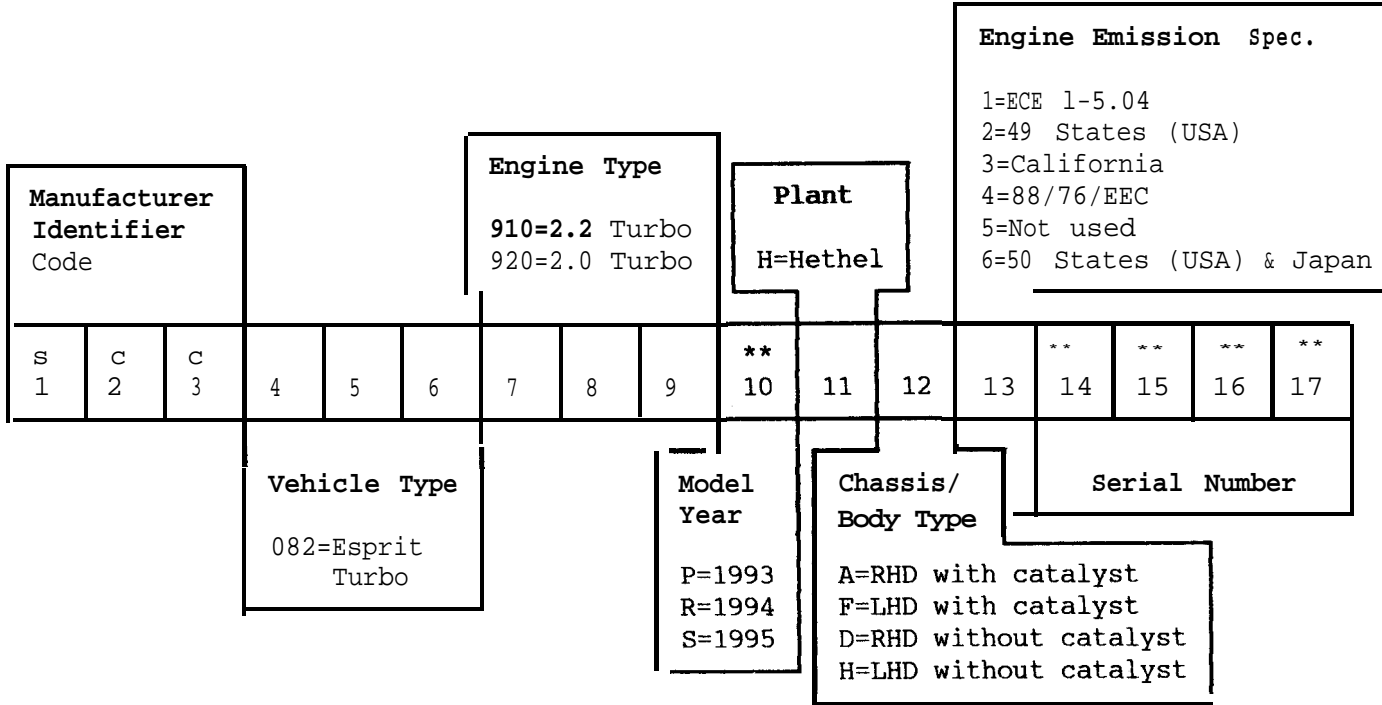 Engine Emission Spec.
1=ECE l-5.04
2=49 States (USA)
3=California
4=88/76/EEC
5=Not used
6=50 States (USA) & Japan
Engine Type
910=2.2 Turbo
920=2.0 Turbo
Plant
H=Hethel
Manufacturer
Identifier
Code
S C C ** ** ** ** **
1 2 3 4 5 6 7 8 9 10 11 12 13 14 15 16 17
Vehicle Type
082=Esprit
Turbo
Model
Year
P=1993
R=1994
S=1995
Chassis/
Body Type
A=RHD with catalyst
F=LHD with catalyst
D=RHD without catalyst
H=LHD without catalyst
Serial Number